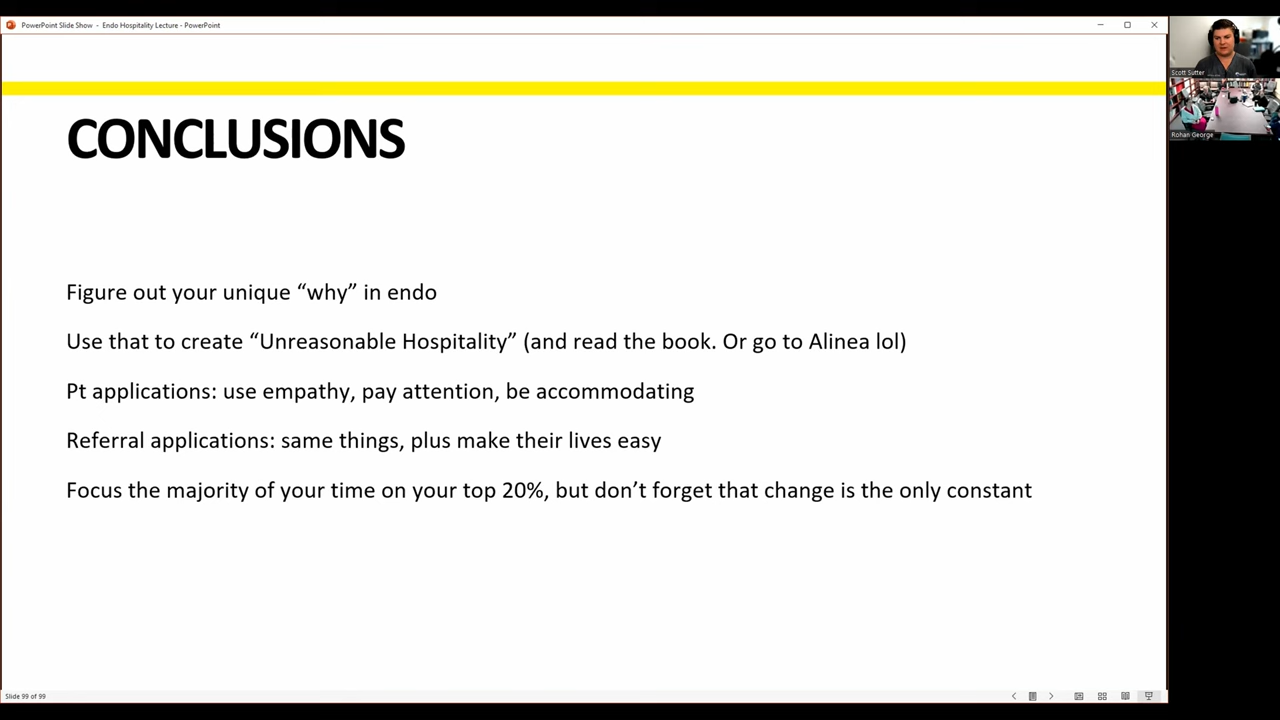 PowerPoint Slide Show - Endo Hospitality Lecture - PowerPoint
Scott Sutter
Rohan George
CONCLUSIONS
Figure out your unique “why” in endo
Use that to create “Unreasonable Hospitality” (and read the book. Or go to Alinea lol)
Pt applications: use empathy, pay attention, be accommodating
Referral applications: same things, plus make their lives easy
Focus the majority of your time on your top 20%, but don’t forget that change is the only constant
Slide 99 of 99